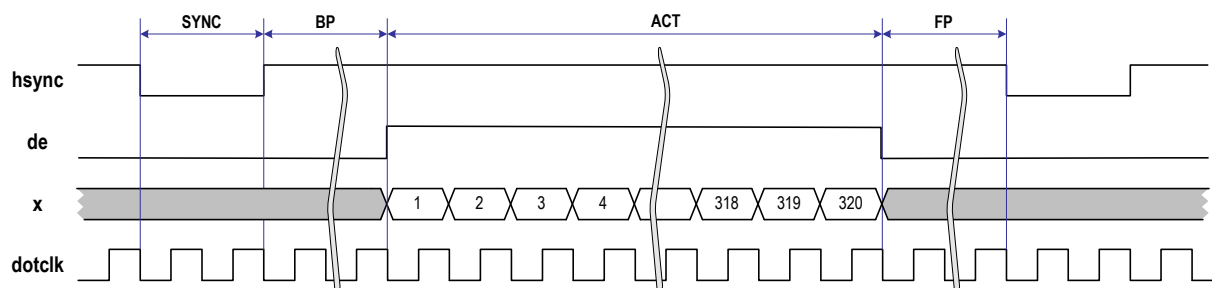 SYNC BP ACT FP
hsync
de
x 1 2 3 4 318 319 320
dotclk